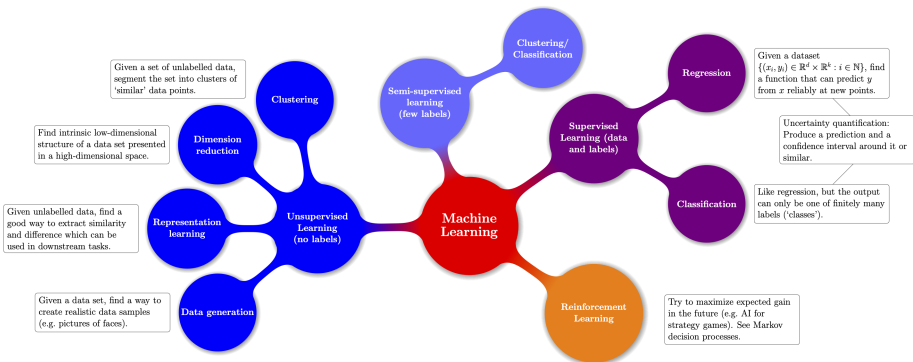 Clustering/
Classification
Semi-supervised
learning
(few labels)
Given a set of unlabelled data,
segment the set into clusters of
‘similar’ data points.
Clustering
Find intrinsic low-dimensional
structure of a data set presented
in a high-dimensional space.
Dimension
reduction
Given unlabelled data, find a
good way to extract similarity
and difference which can be
used in downstream tasks.
Representation
learning
Given a data set, find a way to
create realistic data samples
(e.g. pictures of faces).
Data generation
Unsupervised
Learning
(no labels)
Machine
Learning
Supervised
Learning (data
and labels)
Regression
Given a dataset
{(xᵢ, yᵢ) ∈ ℝᵈ × ℝᵏ : i ∈ ℕ}, find
a function that can predict y
from x reliably at new points.
Uncertainty quantification:
Produce a prediction and a
confidence interval around it or
similar.
Classification
Like regression, but the output
can only be one of finitely many
labels (‘classes’).
Reinforcement
Learning
Try to maximize expected gain
in the future (e.g. AI for
strategy games). See Markov
decision processes.